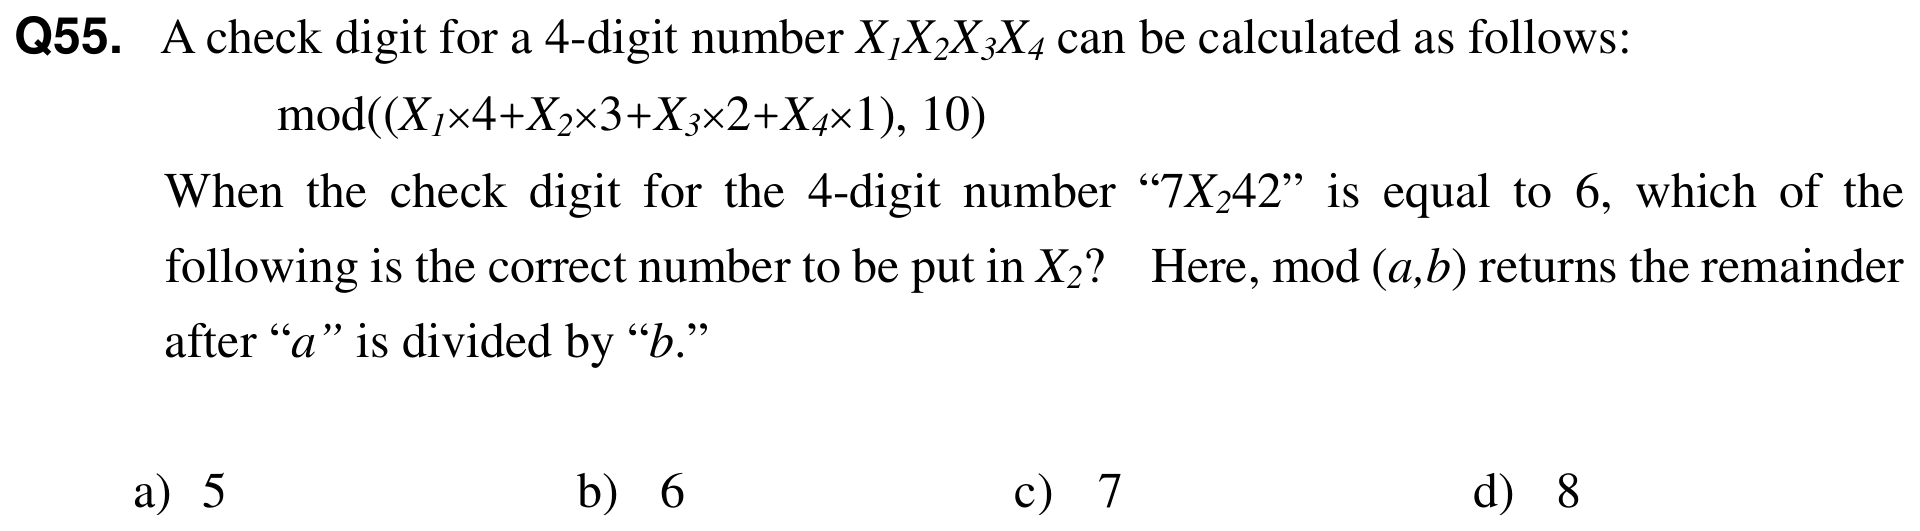 Q55. A check digit for a 4-digit number X₁X₂X₃X₄ can be calculated as follows:
mod((X₁×4+X₂×3+X₃×2+X₄×1), 10)
When the check digit for the 4-digit number “7X₂42” is equal to 6, which of the
following is the correct number to be put in X₂? Here, mod (a,b) returns the remainder
after “a” is divided by “b.”
a) 5 b) 6 c) 7 d) 8